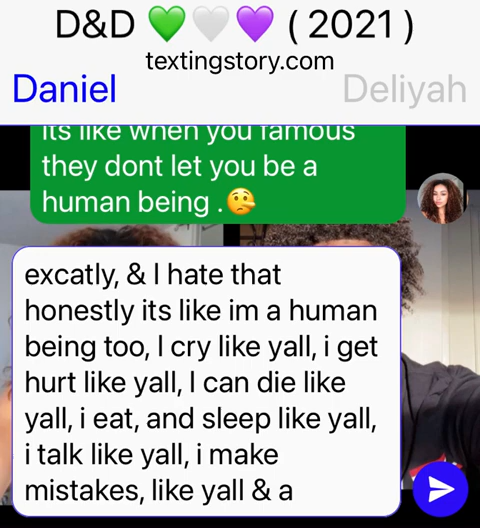 D&D 💚🤍💜 ( 2021 )
textingstory.com
Daniel
Deliyah
its like when you famous
they dont let you be a
human being .🤥
excatly, & I hate that
honestly its like im a human
being too, I cry like yall, i get
hurt like yall, I can die like
yall, i eat, and sleep like yall,
i talk like yall, i make
mistakes, like yall & a